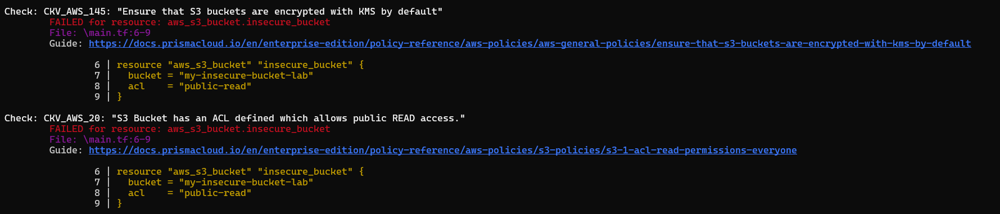 Check: CKV_AWS_145: "Ensure that S3 buckets are encrypted with KMS by default"
        FAILED for resource: aws_s3_bucket.insecure_bucket
        File: \main.tf:6-9
        Guide: https://docs.prismacloud.io/en/enterprise-edition/policy-reference/aws-policies/aws-general-policies/ensure-that-s3-buckets-are-encrypted-with-kms-by-default

                6 | resource "aws_s3_bucket" "insecure_bucket" {
                7 |   bucket = "my-insecure-bucket-lab"
                8 |   acl    = "public-read"
                9 | }

Check: CKV_AWS_20: "S3 Bucket has an ACL defined which allows public READ access."
        FAILED for resource: aws_s3_bucket.insecure_bucket
        File: \main.tf:6-9
        Guide: https://docs.prismacloud.io/en/enterprise-edition/policy-reference/aws-policies/s3-policies/s3-1-acl-read-permissions-everyone

                6 | resource "aws_s3_bucket" "insecure_bucket" {
                7 |   bucket = "my-insecure-bucket-lab"
                8 |   acl    = "public-read"
                9 | }